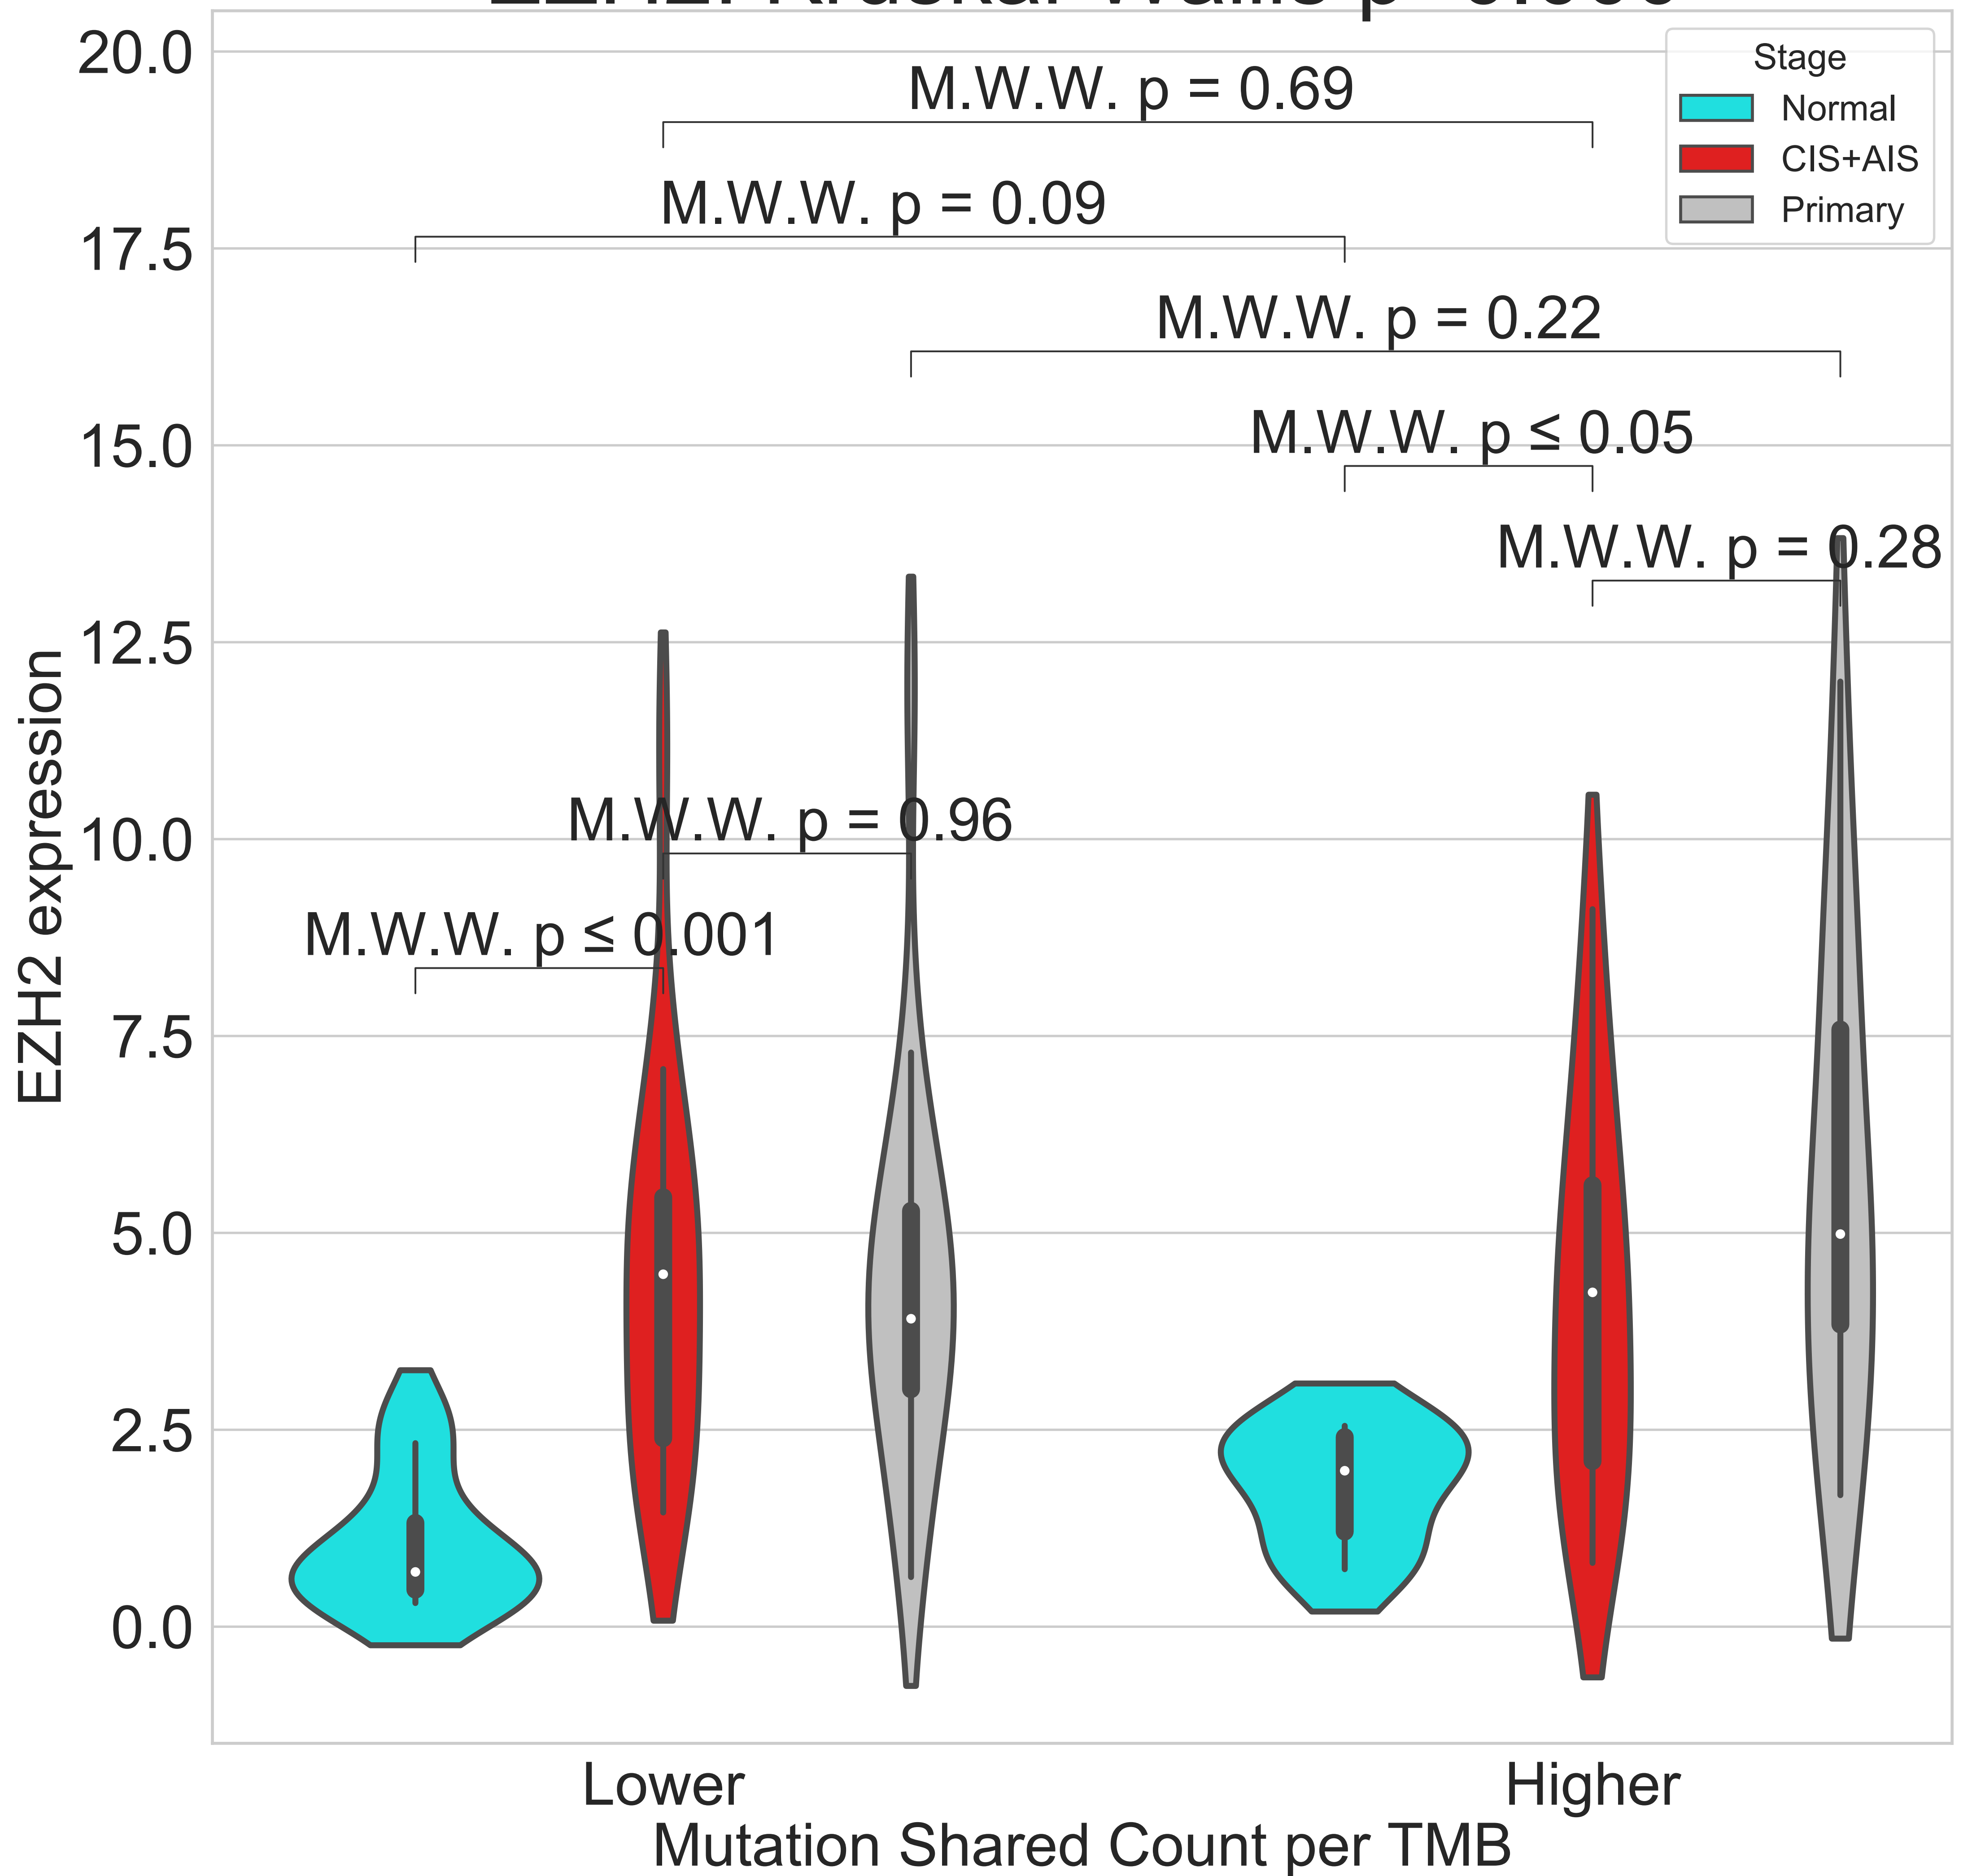 20.0
17.5
15.0
12.5
10.0
7.5
5.0
2.5
0.0
EZH2 expression
Stage
Normal
CIS+AIS
Primary
M.W.W. p = 0.69
M.W.W. p = 0.09
M.W.W. p = 0.22
M.W.W. p ≤ 0.05
M.W.W. p = 0.28
M.W.W. p = 0.96
M.W.W. p ≤ 0.001
Lower
Higher
Mutation Shared Count per TMB